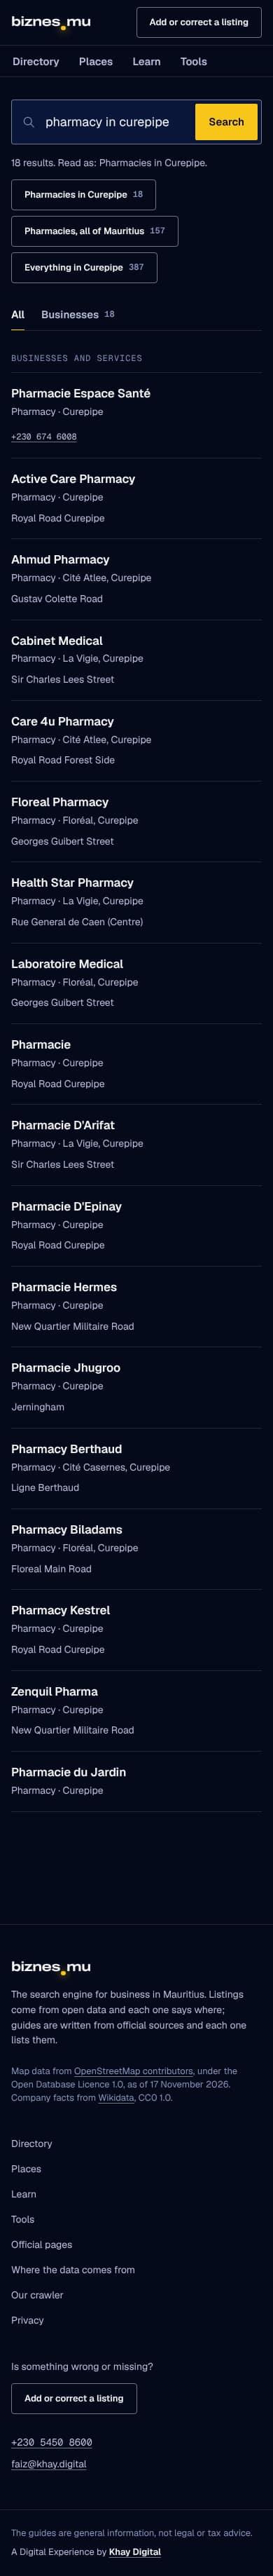 biznes.mu
Add or correct a listing
Directory Places Learn Tools
pharmacy in curepipe
Search
18 results. Read as: Pharmacies in Curepipe.
Pharmacies in Curepipe 18
Pharmacies, all of Mauritius 157
Everything in Curepipe 387
All Businesses 18
BUSINESSES AND SERVICES
Pharmacie Espace Santé
Pharmacy · Curepipe
+230 674 6008
Active Care Pharmacy
Pharmacy · Curepipe
Royal Road Curepipe
Ahmud Pharmacy
Pharmacy · Cité Atlee, Curepipe
Gustav Colette Road
Cabinet Medical
Pharmacy · La Vigie, Curepipe
Sir Charles Lees Street
Care 4u Pharmacy
Pharmacy · Cité Atlee, Curepipe
Royal Road Forest Side
Floreal Pharmacy
Pharmacy · Floréal, Curepipe
Georges Guibert Street
Health Star Pharmacy
Pharmacy · La Vigie, Curepipe
Rue General de Caen (Centre)
Laboratoire Medical
Pharmacy · Floréal, Curepipe
Georges Guibert Street
Pharmacie
Pharmacy · Curepipe
Royal Road Curepipe
Pharmacie D'Arifat
Pharmacy · La Vigie, Curepipe
Sir Charles Lees Street
Pharmacie D'Epinay
Pharmacy · Curepipe
Royal Road Curepipe
Pharmacie Hermes
Pharmacy · Curepipe
New Quartier Militaire Road
Pharmacie Jhugroo
Pharmacy · Curepipe
Jerningham
Pharmacy Berthaud
Pharmacy · Cité Casernes, Curepipe
Ligne Berthaud
Pharmacy Biladams
Pharmacy · Floréal, Curepipe
Floreal Main Road
Pharmacy Kestrel
Pharmacy · Curepipe
Royal Road Curepipe
Zenquil Pharma
Pharmacy · Curepipe
New Quartier Militaire Road
Pharmacie du Jardin
Pharmacy · Curepipe
biznes.mu
The search engine for business in Mauritius. Listings
come from open data and each one says where;
guides are written from official sources and each one
lists them.
Map data from OpenStreetMap contributors, under the
Open Database Licence 1.0, as of 17 November 2026.
Company facts from Wikidata, CC0 1.0.
Directory
Places
Learn
Tools
Official pages
Where the data comes from
Our crawler
Privacy
Is something wrong or missing?
Add or correct a listing
+230 5450 8600
faiz@khay.digital
The guides are general information, not legal or tax advice.
A Digital Experience by Khay Digital